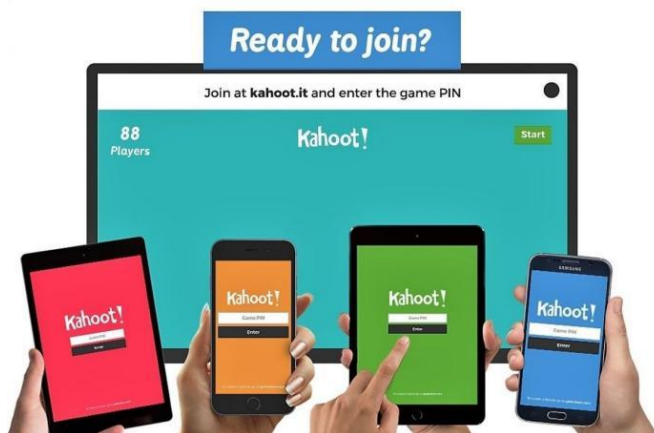 Ready to join?
Join at kahoot.it and enter the game PIN
88
Players
Kahoot!
Start
Kahoot!
Enter
Kahoot!
Game PIN
Enter
Kahoot!
Game PIN
Enter
SAMSUNG
Kahoot!
Game PIN
Enter